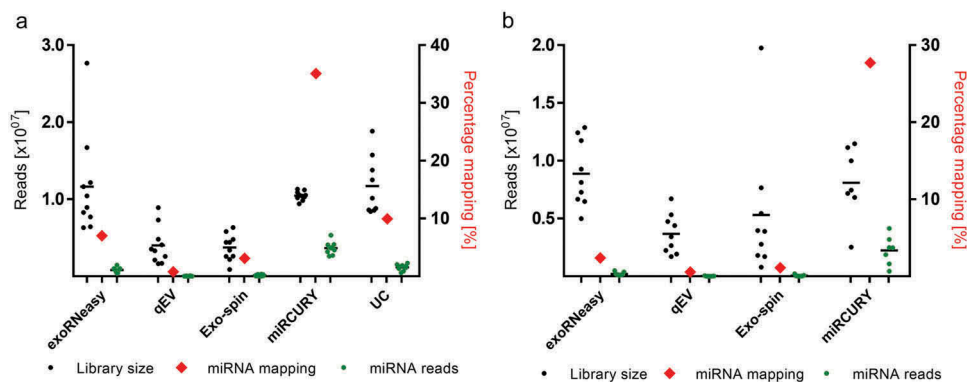 a
3.0
2.0
1.0
Reads [x10⁰⁷]
40
30
20
10
Percentage mapping [%]
exoRNeasy
qEV
Exo-spin
miRCURY
UC
Library size
miRNA mapping
miRNA reads
b
2.0
1.5
1.0
0.5
Reads [x10⁰⁷]
30
20
10
Percentage mapping [%]
exoRNeasy
qEV
Exo-spin
miRCURY
Library size
miRNA mapping
miRNA reads